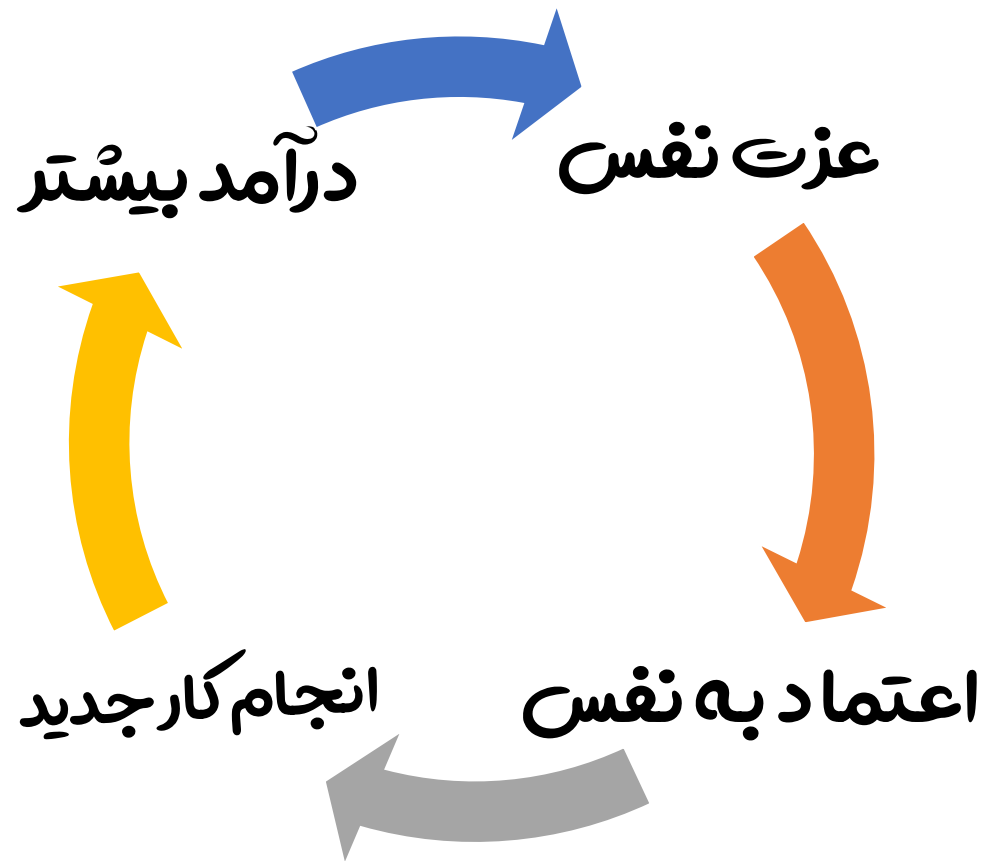 عزت نفس
درآمد بیشتر
اعتماد به نفس
انجام کار جدید